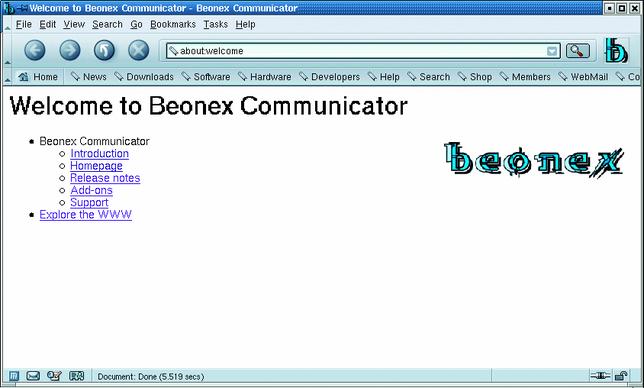 Welcome to Beonex Communicator - Beonex Communicator
File Edit View Search Go Bookmarks Tasks Help
about:welcome
Home News Downloads Software Hardware Developers Help Search Shop Members WebMail Co
Welcome to Beonex Communicator
Beonex Communicator
beonex
Introduction
Homepage
Release notes
Add-ons
Support
Explore the WWW
Document: Done (5.519 secs)